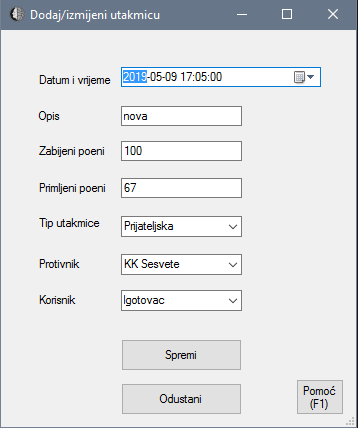 Dodaj/izmijeni utakmicu
Datum i vrijeme 2019-05-09 17:05:00
Opis nova
Zabijeni poeni 100
Primljeni poeni 67
Tip utakmice Prijateljska
Protivnik KK Sesvete
Korisnik lgotovac
Spremi
Odustani
Pomoć
(F1)